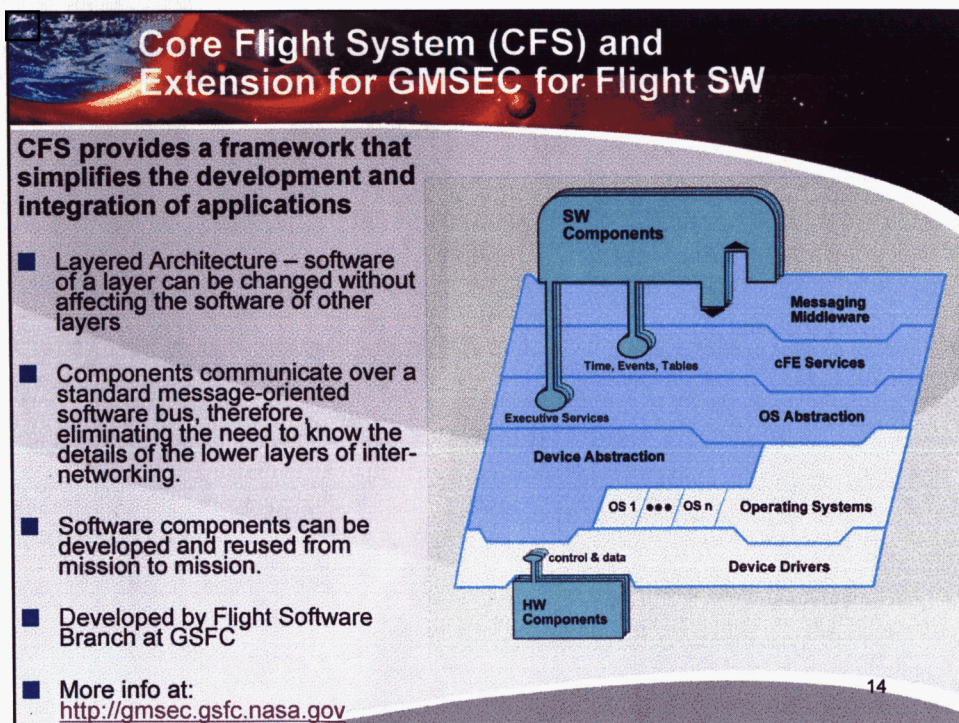 Core Flight System (CFS) and
Extension for GMSEC for Flight SW
CFS provides a framework that
simplifies the development and
integration of applications
Layered Architecture – software
of a layer can be changed without
affecting the software of other
layers
Components communicate over a
standard message-oriented
software bus, therefore,
eliminating the need to know the
details of the lower layers of inter-
networking.
Software components can be
developed and reused from
mission to mission.
Developed by Flight Software
Branch at GSFC
More info at:
http://gmsec.gsfc.nasa.gov
SW
Components
Messaging
Middleware
Time, Events, Tables
cFE Services
Executive Services
OS Abstraction
Device Abstraction
OS 1 ●●● OS n
Operating Systems
control & data
Device Drivers
HW
Components
14